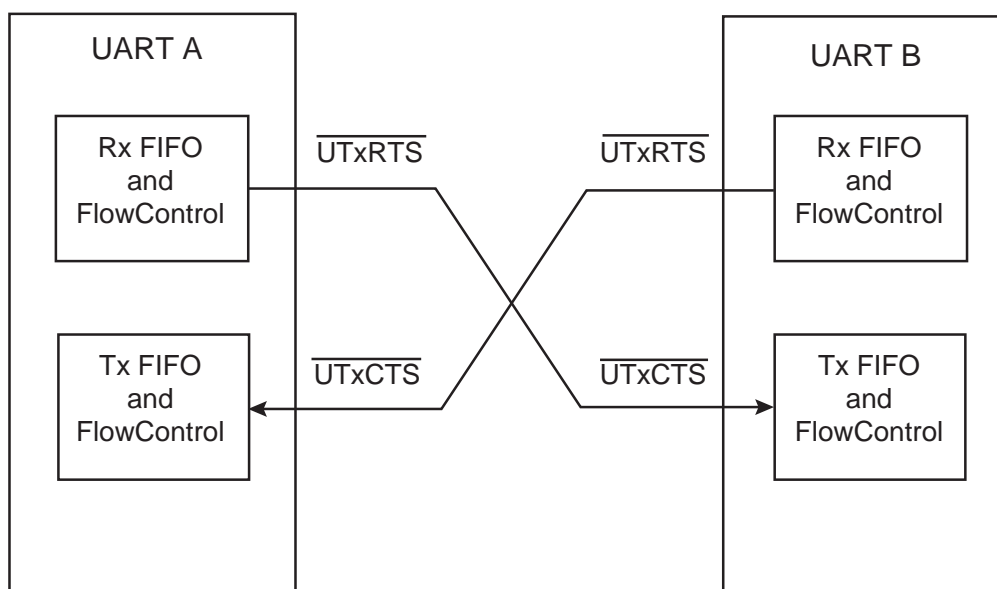 UART A
Rx FIFO
and
FlowControl
UTxRTS
UTxCTS
Tx FIFO
and
FlowControl
UART B
UTxRTS
Rx FIFO
and
FlowControl
UTxCTS
Tx FIFO
and
FlowControl